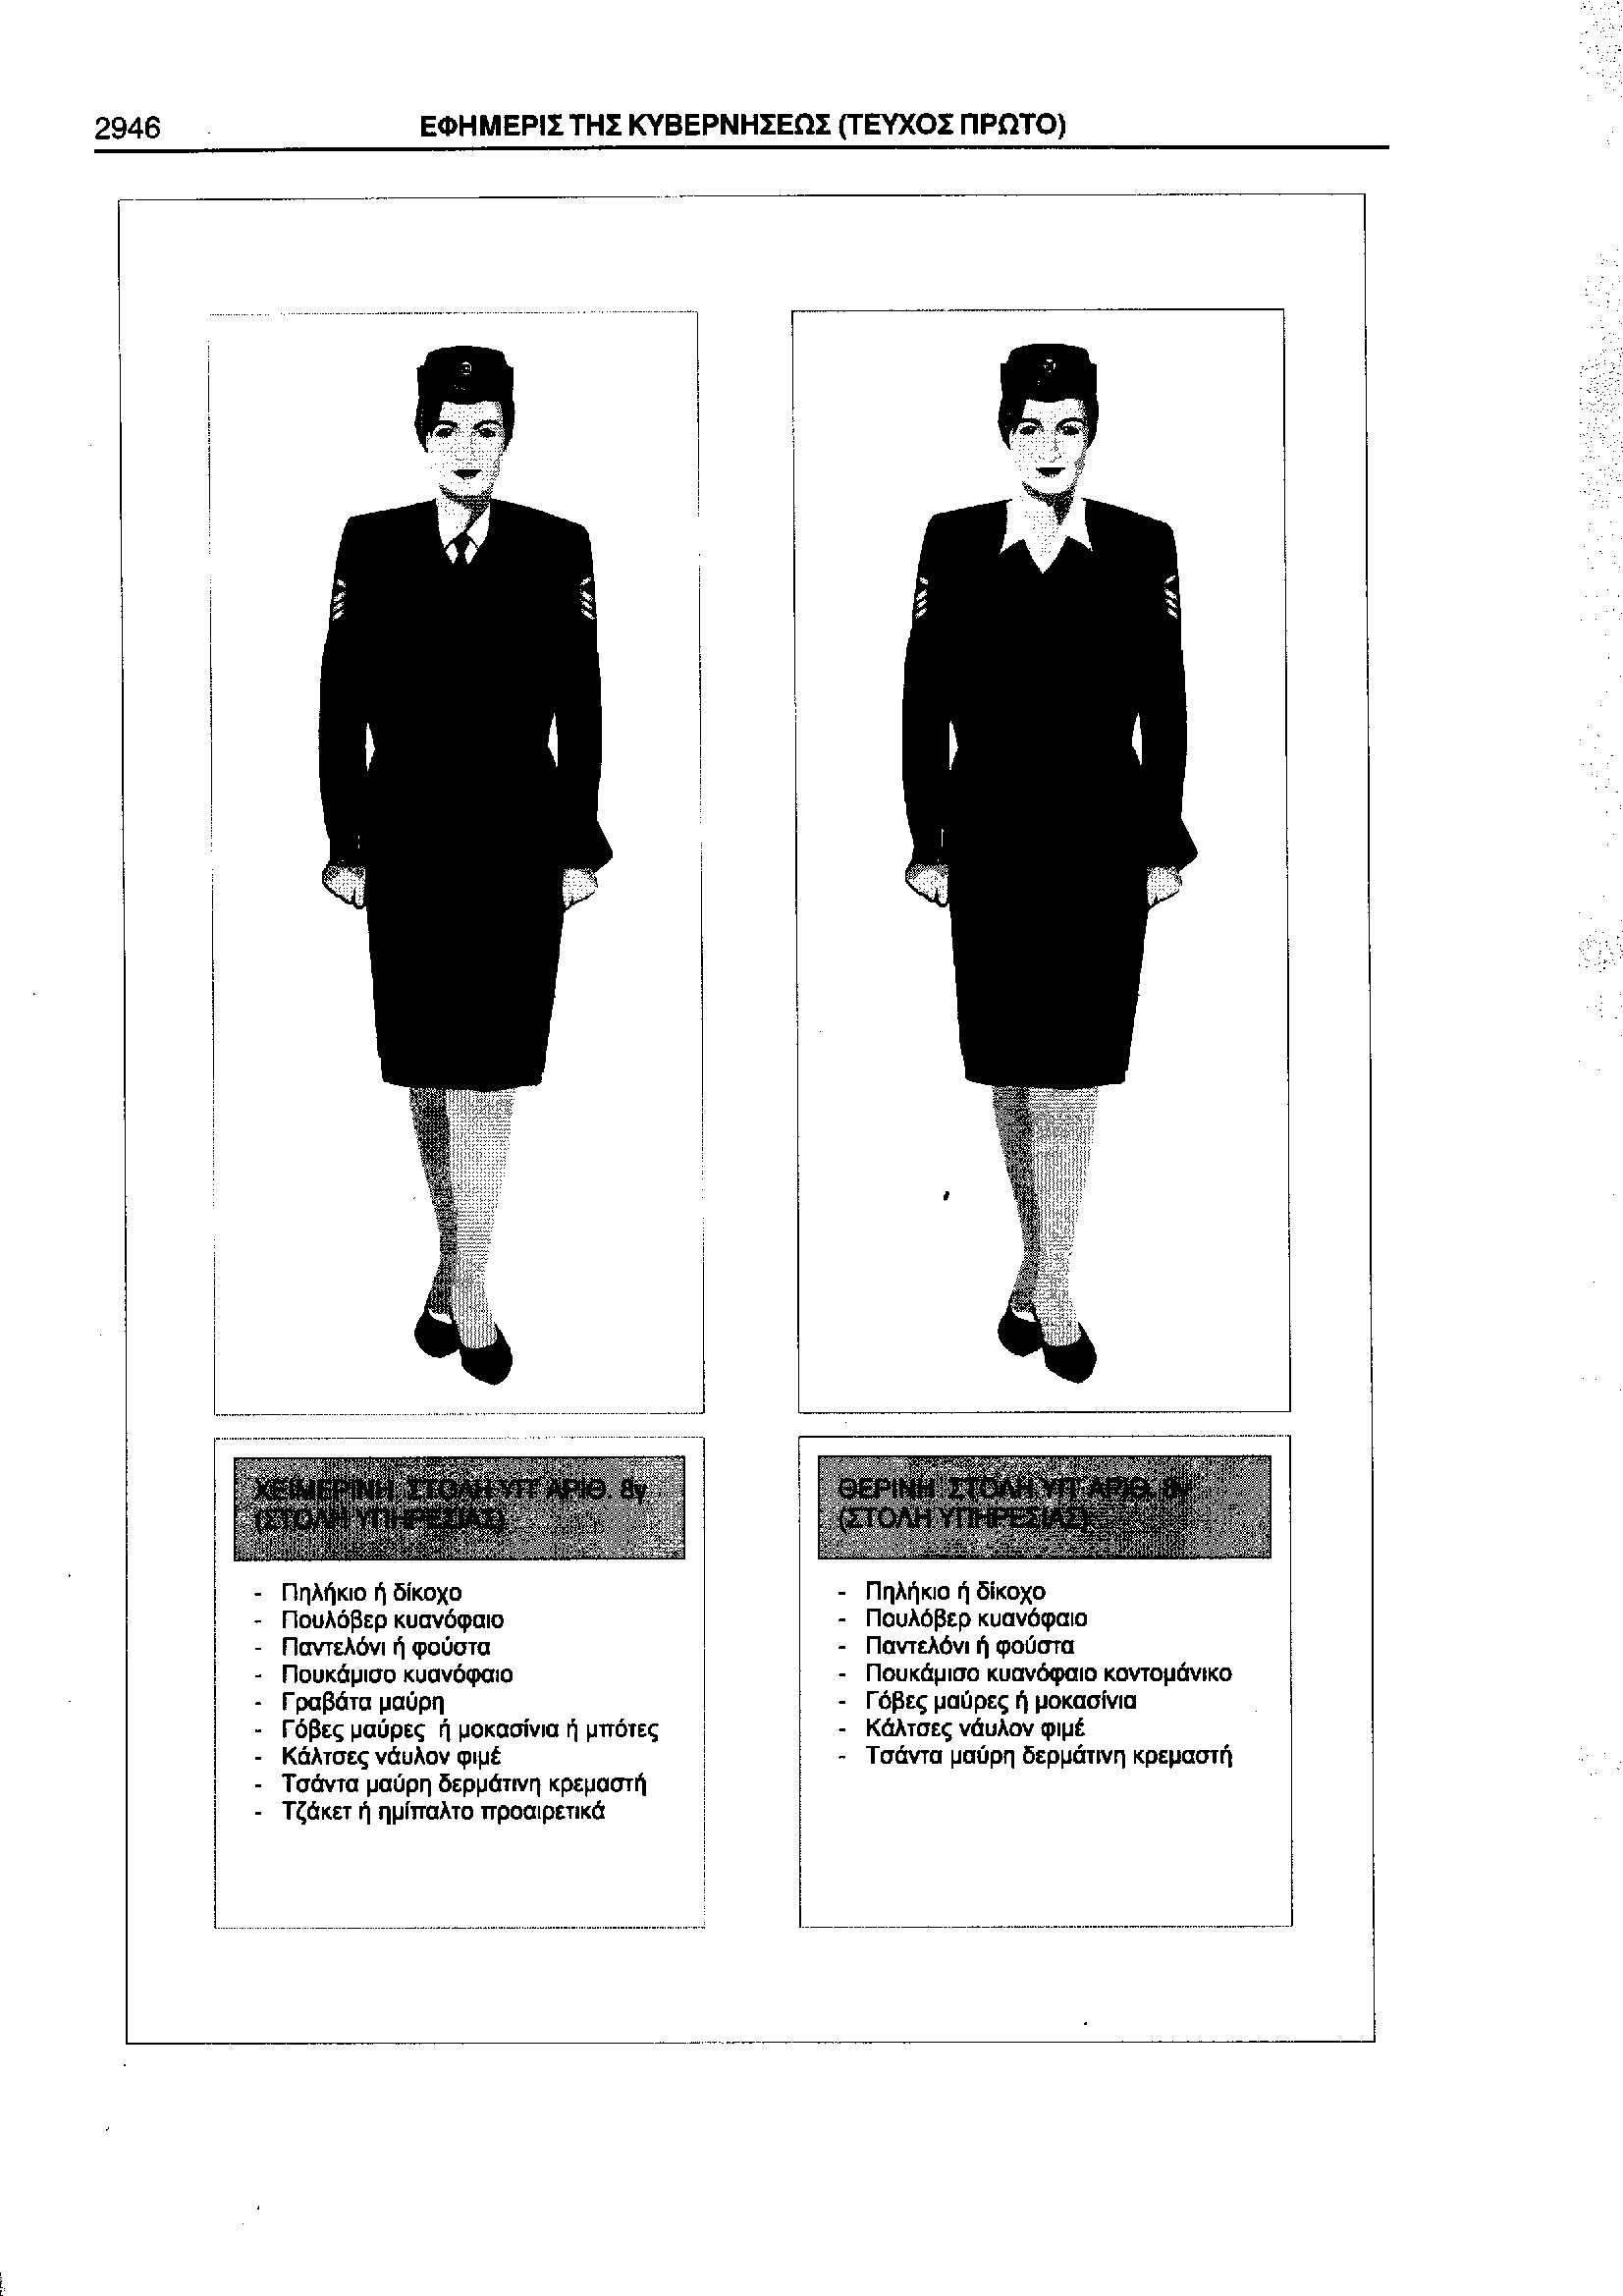 2946
ΕΦΗΜΕΡΙΣ ΤΗΣ ΚΥΒΕΡΝΗΣΕΩΣ (ΤΕΥΧΟΣ ΠΡΩΤΟ)
ΧΕΙΜΕΡΙΝΗ ΣΤΟΛΗ ΥΠ ΑΡΙΘ. 8γ
(ΣΤΟΛΗ ΥΠΗΡΕΣΙΑΣ)
- Πηλήκιο ή δίκοχο
- Πουλόβερ κυανόφαιο
- Παντελόνι ή φούστα
- Πουκάμισο κυανόφαιο
- Γραβάτα μαύρη
- Γόβες μαύρες ή μοκασίνια ή μπότες
- Κάλτσες νάυλον φιμέ
- Τσάντα μαύρη δερμάτινη κρεμαστή
- Τζάκετ ή ημίπαλτο προαιρετικά
ΘΕΡΙΝΗ ΣΤΟΛΗ ΥΠ ΑΡΙΘ. 8γ
(ΣΤΟΛΗ ΥΠΗΡΕΣΙΑΣ)
- Πηλήκιο ή δίκοχο
- Πουλόβερ κυανόφαιο
- Παντελόνι ή φούστα
- Πουκάμισο κυανόφαιο κοντομάνικο
- Γόβες μαύρες ή μοκασίνια
- Κάλτσες νάυλον φιμέ
- Τσάντα μαύρη δερμάτινη κρεμαστή